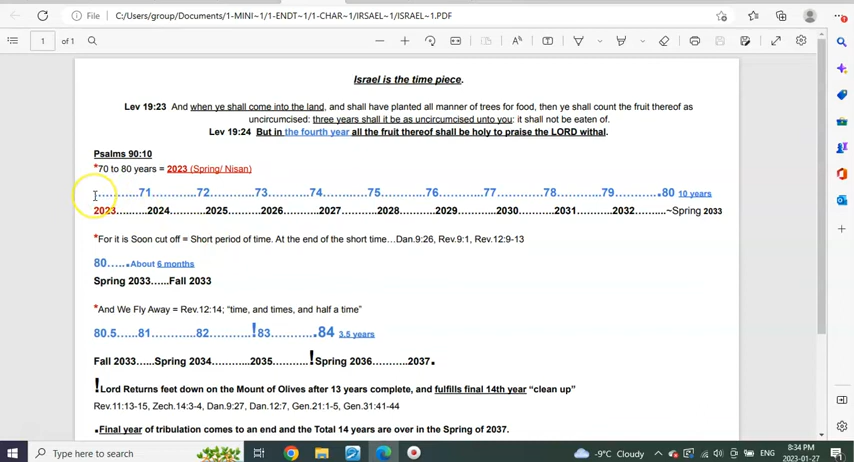 File
C:/Users/group/Documents/1-MINI~1/1-ENDT~1/1-CHAR~1/IRSAEL~1/ISRAEL~1.PDF
1 of 1
Israel is the time piece.
Lev 19:23 And when ye shall come into the land, and shall have planted all manner of trees for food, then ye shall count the fruit thereof as
uncircumcised: three years shall it be as uncircumcised unto you: it shall not be eaten of.
Lev 19:24 But in the fourth year all the fruit thereof shall be holy to praise the LORD withal.
Psalms 90:10
*70 to 80 years = 2023 (Spring/ Nisan)
...........71...........72...........73...........74...........75...........76...........77...........78...........79...........80 10 years
2023.......2024..........2025..........2026..........2027..........2028..........2029..........2030..........2031..........2032..........~Spring 2033
*For it is Soon cut off = Short period of time. At the end of the short time…Dan.9:26, Rev.9:1, Rev.12:9-13
80…...About 6 months
Spring 2033…...Fall 2033
*And We Fly Away = Rev.12:14; “time, and times, and half a time”
80.5…...81...........82...........!83............84 3.5 years
Fall 2033…...Spring 2034...........2035..........!Spring 2036..........2037.
!Lord Returns feet down on the Mount of Olives after 13 years complete, and fulfills final 14th year “clean up”
Rev.11:13-15, Zech.14:3-4, Dan.9:27, Dan.12:7, Gen.21:1-5, Gen.31:41-44
.Final year of tribulation comes to an end and the Total 14 years are over in the Spring of 2037.
Type here to search
-9°C Cloudy
ENG
8:34 PM
2023-01-27